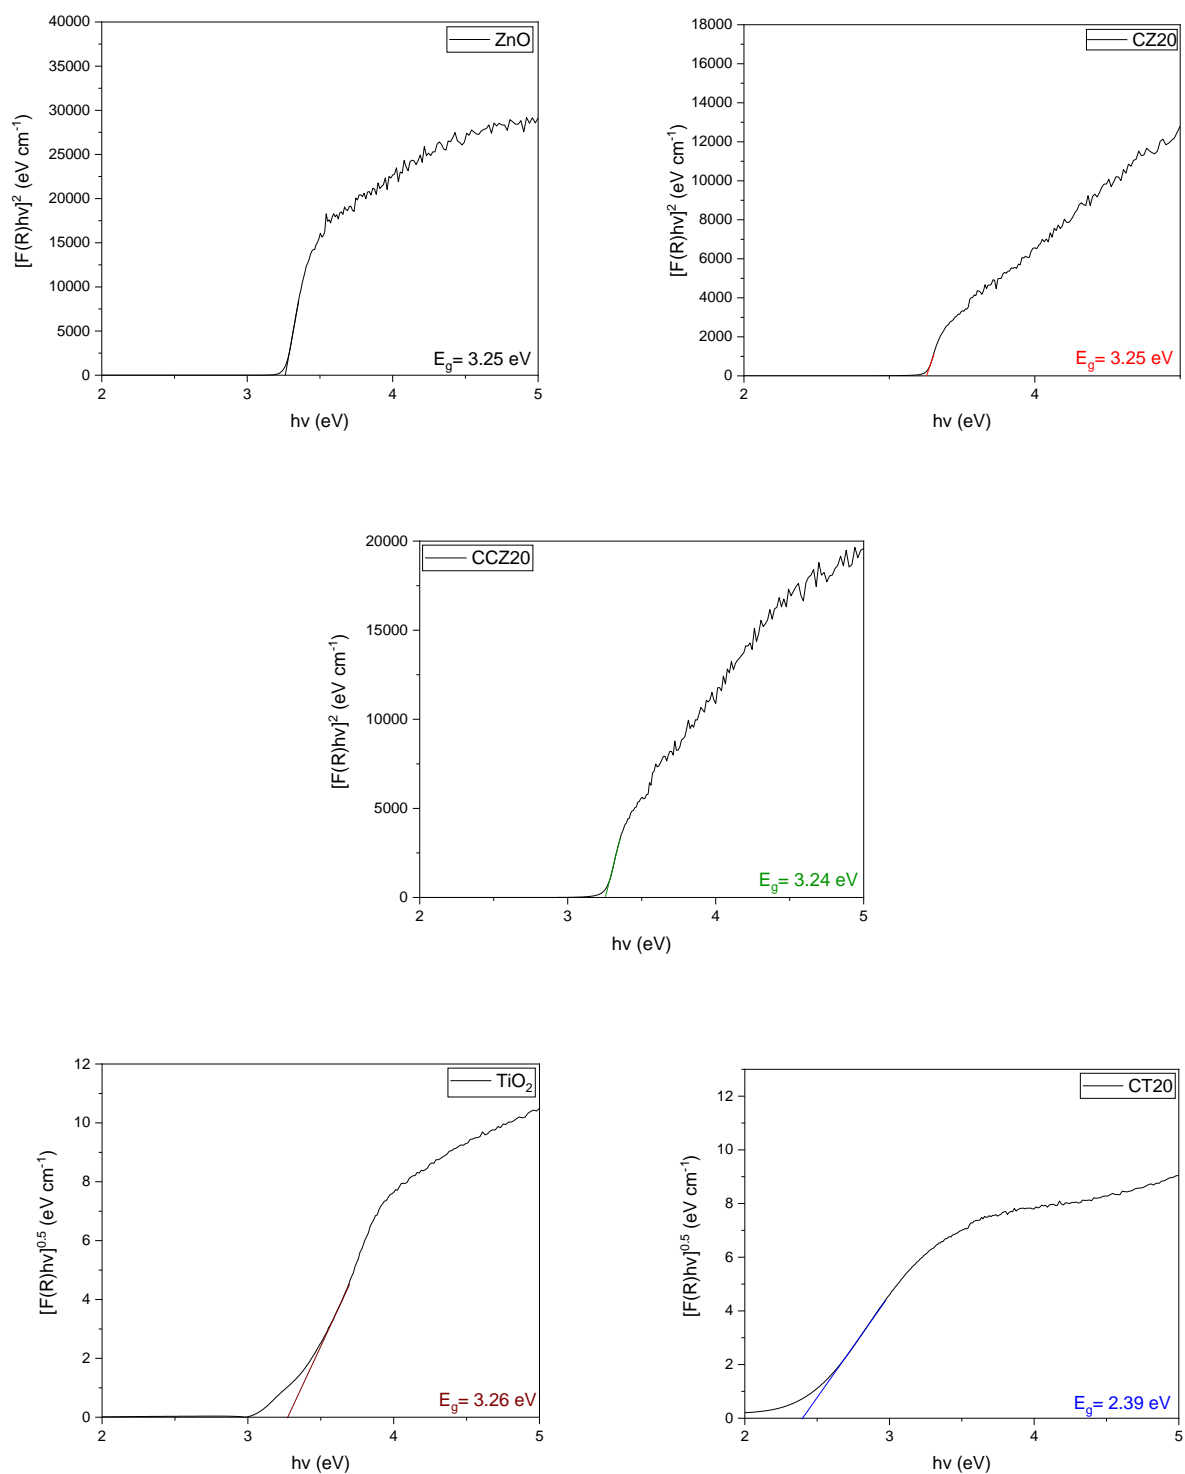 ZnO
40000
35000
30000
25000
20000
15000
10000
5000
0
[F(R)hν]² (eV cm⁻¹)
E_g= 3.25 eV
2 3 4 5
hν (eV)
CZ20
18000
16000
14000
12000
10000
8000
6000
4000
2000
0
[F(R)hν]² (eV cm⁻¹)
E_g= 3.25 eV
2 4
hν (eV)
CCZ20
20000
15000
10000
5000
0
[F(R)hν]² (eV cm⁻¹)
E_g= 3.24 eV
2 3 4 5
hν (eV)
TiO₂
12
10
8
6
4
2
0
[F(R)hν]⁰·⁵ (eV cm⁻¹)
E_g= 3.26 eV
2 3 4 5
hν (eV)
CT20
12
10
8
6
4
2
0
[F(R)hν]⁰·⁵ (eV cm⁻¹)
E_g= 2.39 eV
2 3 4 5
hν (eV)